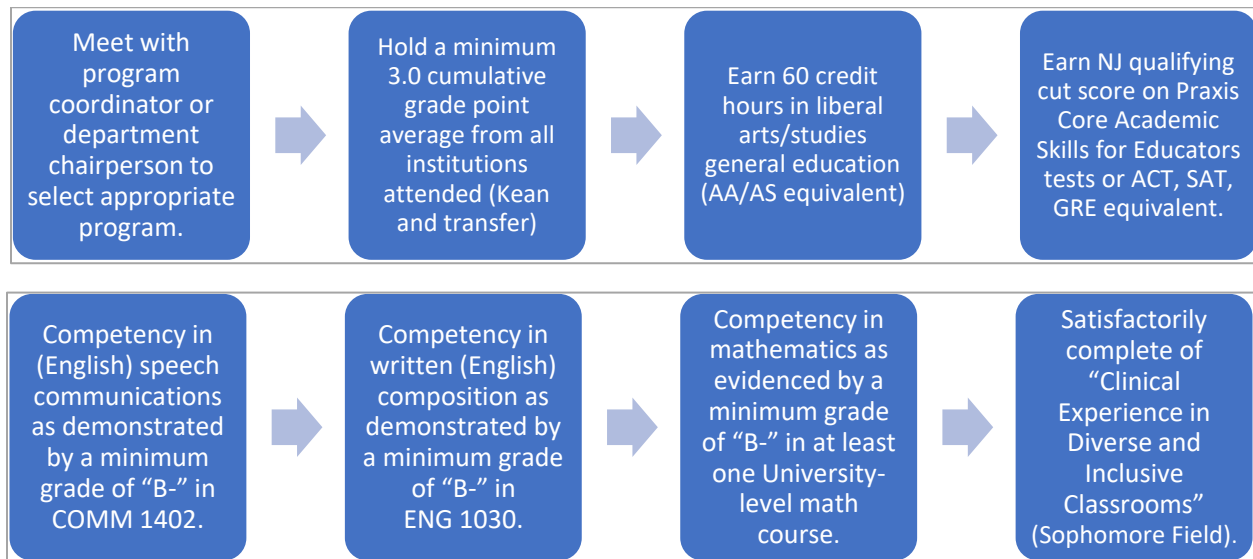 Meet with
program
coordinator or
department
chairperson to
select appropriate
program.
Hold a minimum
3.0 cumulative
grade point
average from all
institutions
attended (Kean
and transfer)
Earn 60 credit
hours in liberal
arts/studies
general education
(AA/AS equivalent)
Earn NJ qualifying
cut score on Praxis
Core Academic
Skills for Educators
tests or ACT, SAT,
GRE equivalent.
Competency in
(English) speech
communications
as demonstrated
by a minimum
grade of “B-” in
COMM 1402.
Competency in
written (English)
composition as
demonstrated by
a minimum grade
of “B-” in
ENG 1030.
Competency in
mathematics as
evidenced by a
minimum grade
of “B-” in at least
one University-
level math
course.
Satisfactorily
complete of
“Clinical
Experience in
Diverse and
Inclusive
Classrooms”
(Sophomore Field).